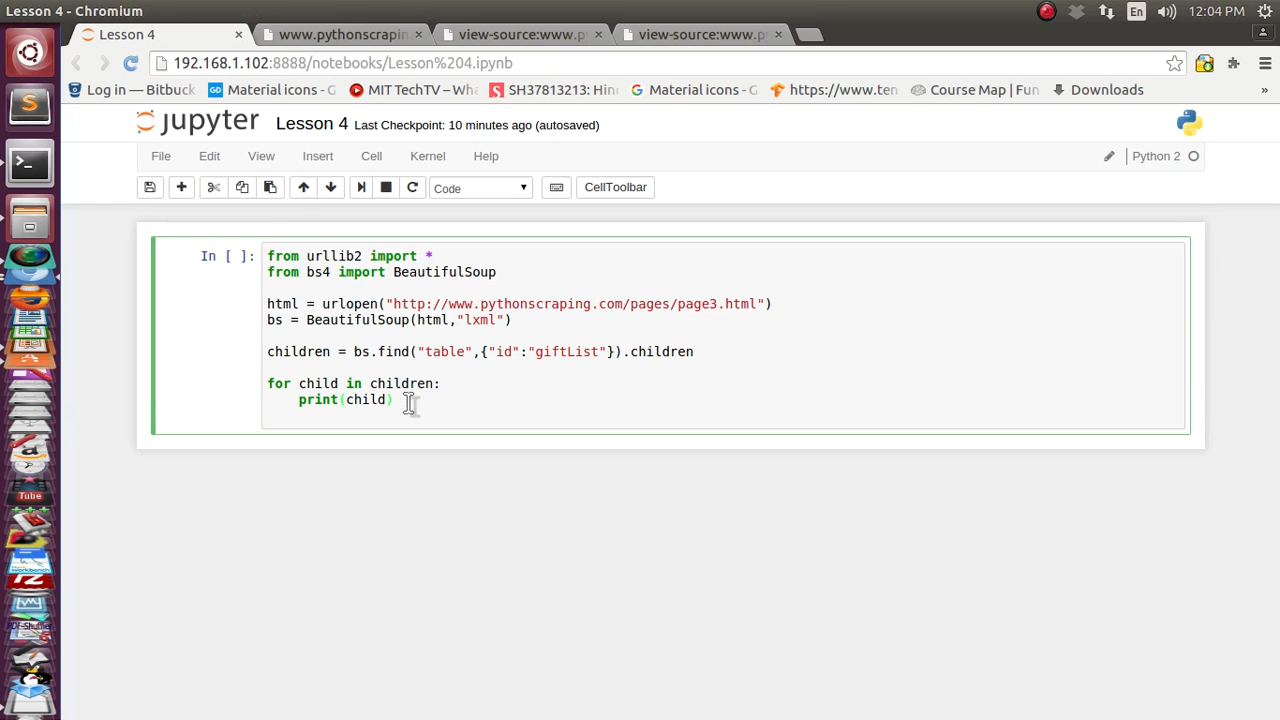 Lesson 4 - Chromium
En
12:04 PM
Lesson 4
www.pythonscrapin
view-source:www.p
view-source:www.p
192.168.1.102:8888/notebooks/Lesson%204.ipynb
Log in — Bitbuck
Material icons - G
MIT TechTV – Wha
SH37813213: Hin
Material icons - G
https://www.ten
Course Map | Fun
Downloads
»
jupyter
Lesson 4
Last Checkpoint: 10 minutes ago (autosaved)
File
Edit
View
Insert
Cell
Kernel
Help
Python 2
Code
CellToolbar
In [ ]:
from urllib2 import *
from bs4 import BeautifulSoup
html = urlopen("http://www.pythonscraping.com/pages/page3.html")
bs = BeautifulSoup(html,"lxml")
children = bs.find("table",{"id":"giftList"}).children
for child in children:
print(child)
Tube